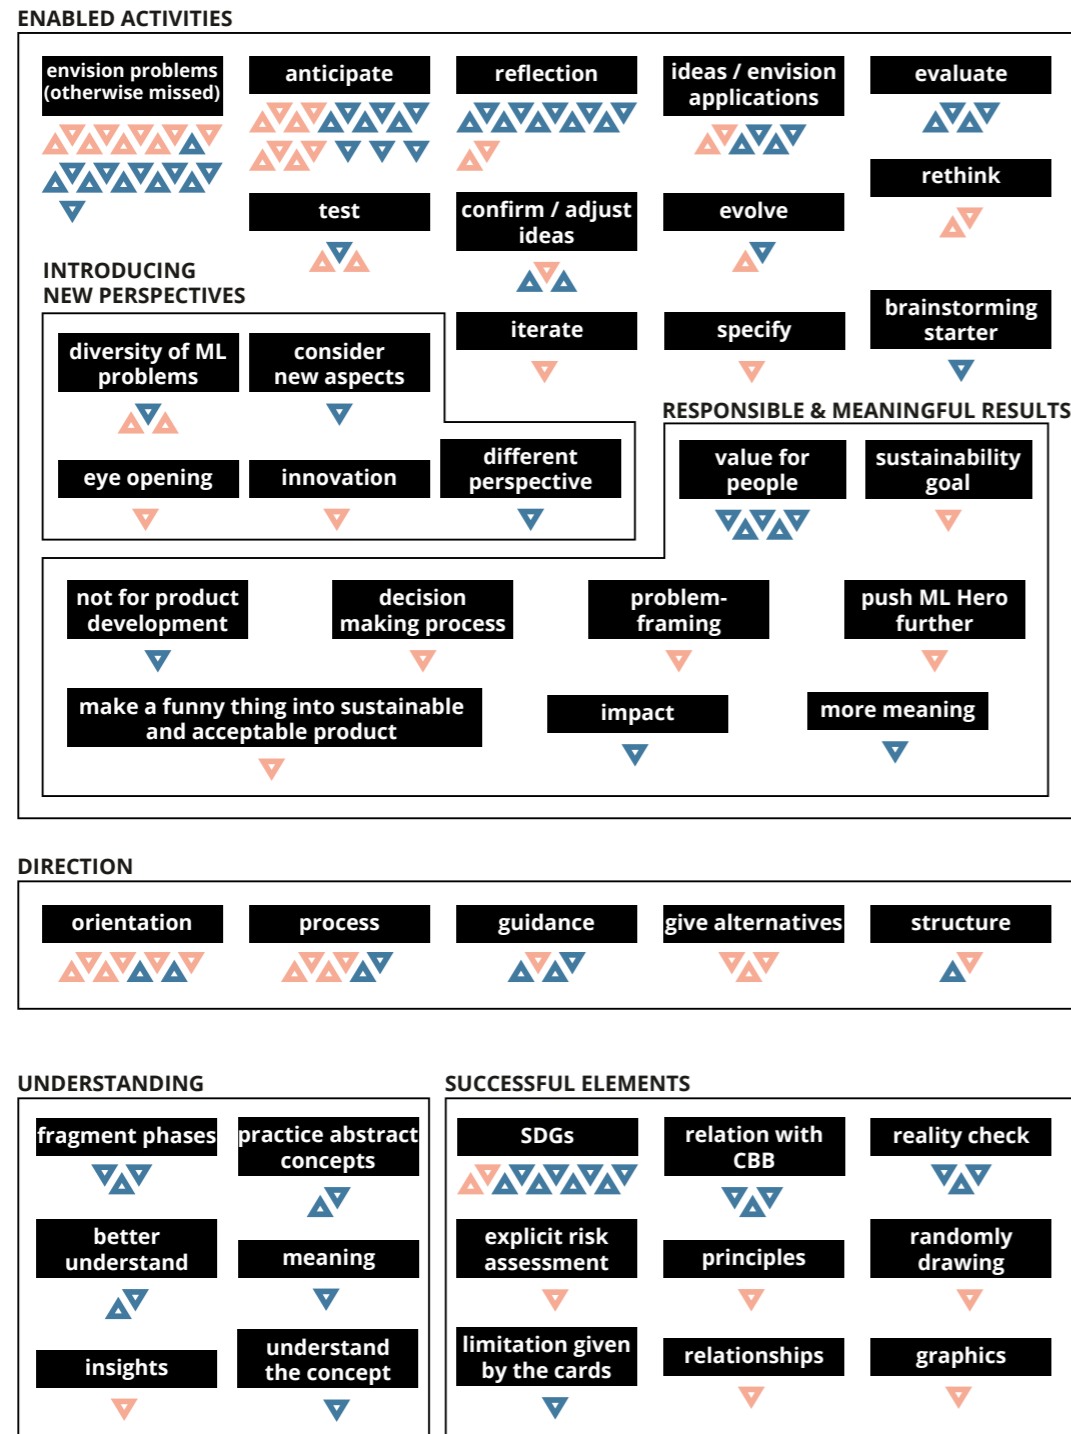 ENABLED ACTIVITIES
envision problems
(otherwise missed)
anticipate
reflection
ideas / envision
applications
evaluate
rethink
test
confirm / adjust
ideas
evolve
INTRODUCING
NEW PERSPECTIVES
brainstorming
starter
iterate
specify
diversity of ML
problems
consider
new aspects
RESPONSIBLE & MEANINGFUL RESULTS
eye opening
innovation
different
perspective
value for
people
sustainability
goal
not for product
development
decision
making process
problem-
framing
push ML Hero
further
make a funny thing into sustainable
and acceptable product
impact
more meaning
DIRECTION
orientation
process
guidance
give alternatives
structure
UNDERSTANDING
fragment phases
practice abstract
concepts
better
understand
meaning
insights
understand
the concept
SUCCESSFUL ELEMENTS
SDGs
relation with
CBB
reality check
explicit risk
assessment
principles
randomly
drawing
limitation given
by the cards
relationships
graphics